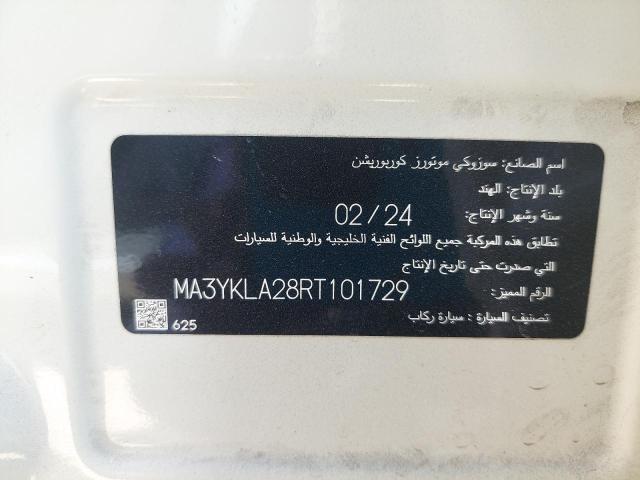 اسم الصانع: سوزوكي موتورز كوربوريشن
بلد الإنتاج: الهند
سنة وشهر الإنتاج: 02/24
تطابق هذه المركبة جميع اللوائح الفنية الخليجية والوطنية للسيارات
التي صدرت حتى تاريخ الإنتاج
الرقم المميز: MA3YKLA28RT101729
تصنيف السيارة : سيارة ركاب
625